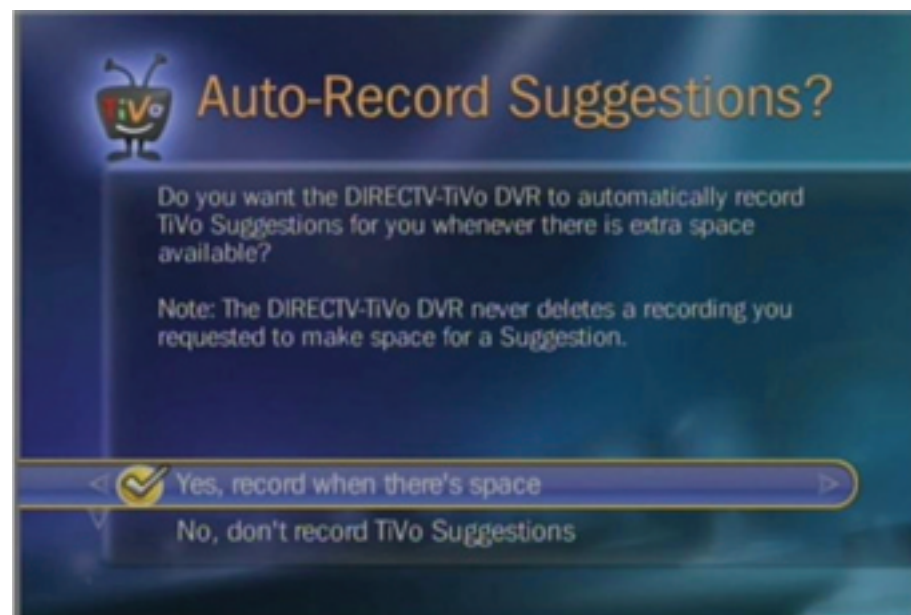 TiVo
Auto-Record Suggestions?
Do you want the DIRECTV-TiVo DVR to automatically record
TiVo Suggestions for you whenever there is extra space
available?
Note: The DIRECTV-TiVo DVR never deletes a recording you
requested to make space for a Suggestion.
Yes, record when there's space
No, don't record TiVo Suggestions